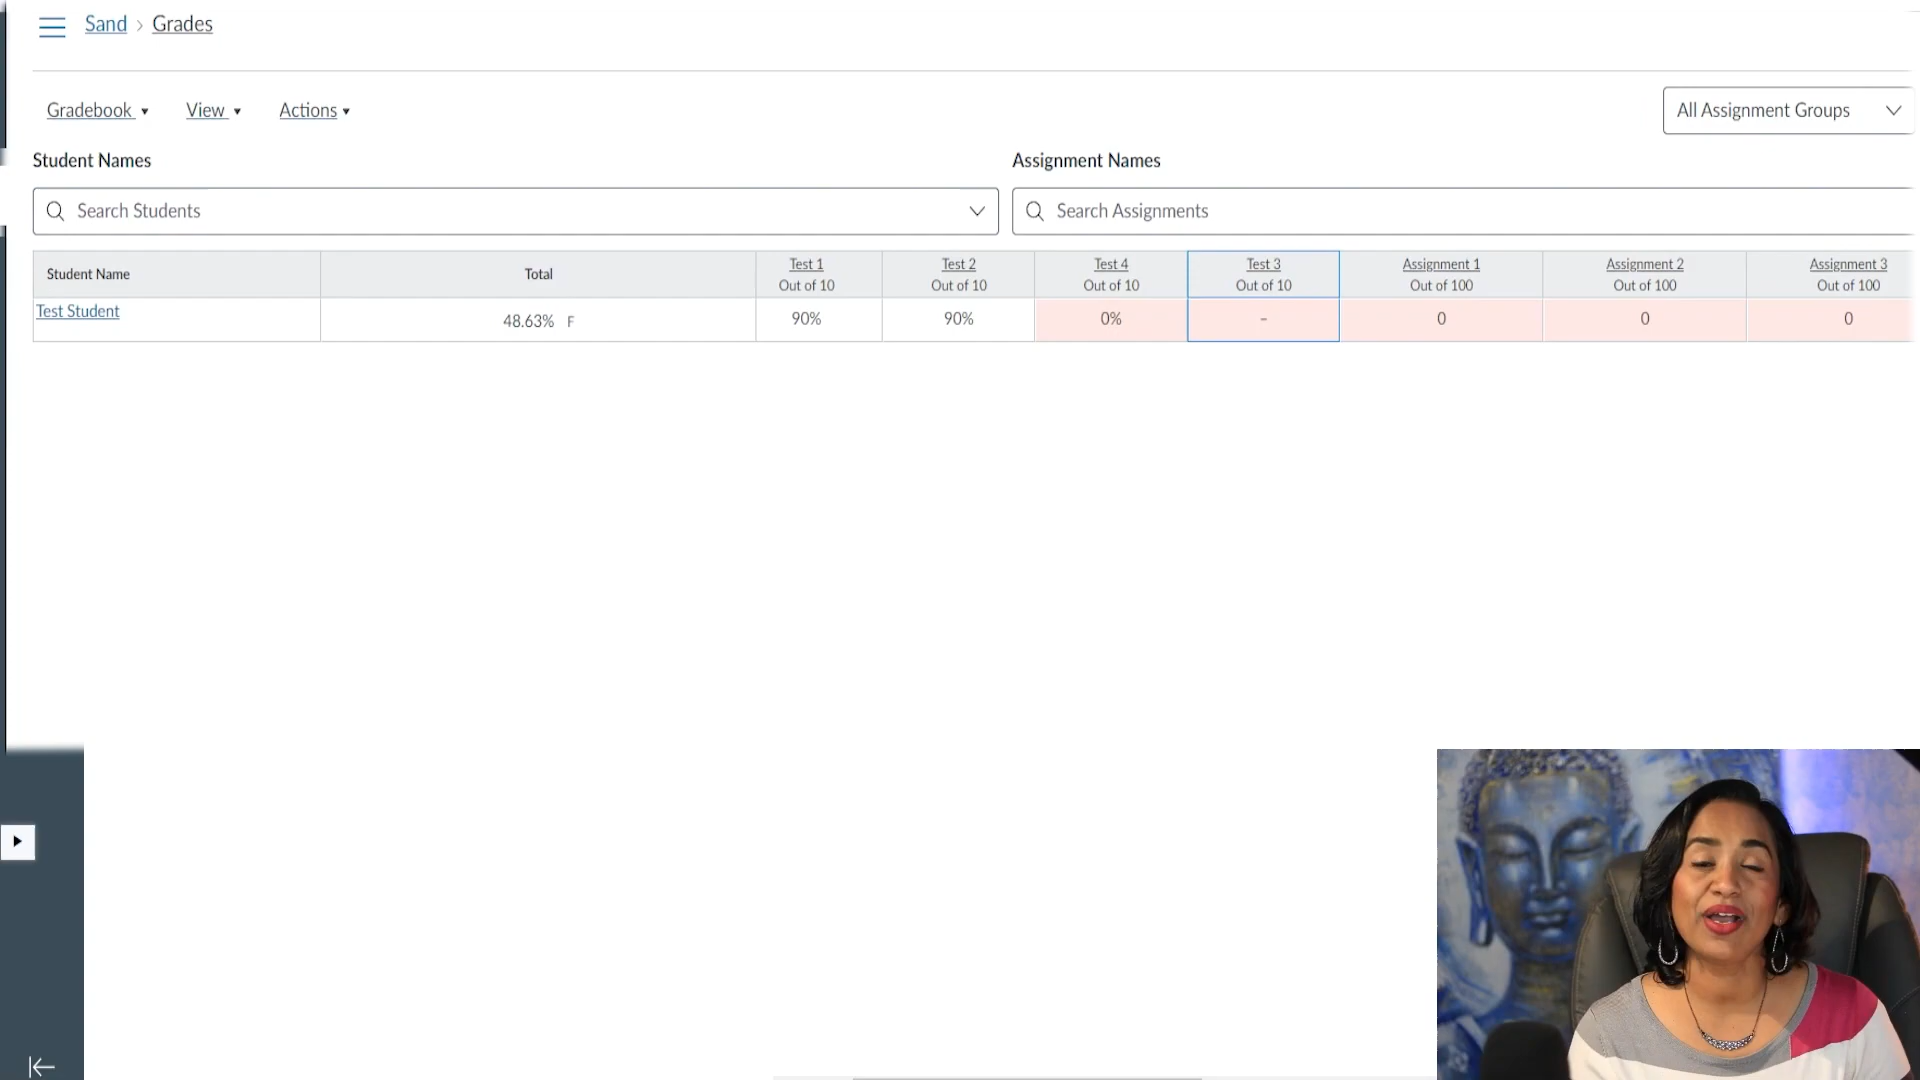 Sand > Grades
Gradebook View Actions
All Assignment Groups
Student Names
Assignment Names
Search Students
Search Assignments
Student Name Total Test 1 Test 2 Test 4 Test 3 Assignment 1 Assignment 2 Assignment 3
Out of 10 Out of 10 Out of 10 Out of 10 Out of 100 Out of 100 Out of 100
Test Student 48.63% F 90% 90% 0% – 0 0 0